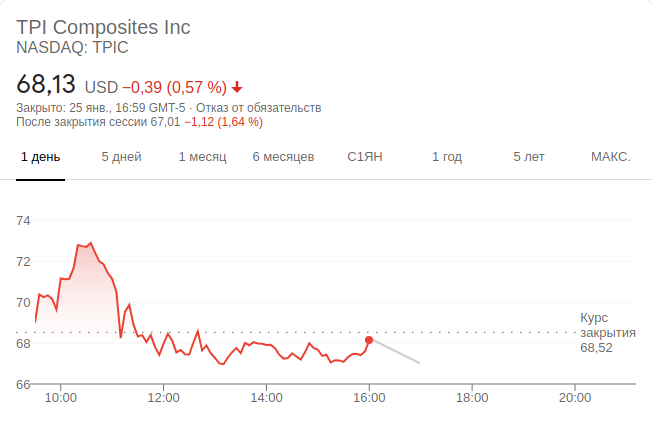 TPI Composites Inc
NASDAQ: TPIC
68,13 USD −0,39 (0,57 %)
Закрыто: 25 янв., 16:59 GMT-5 · Отказ от обязательств
После закрытия сессии 67,01 −1,12 (1,64 %)
1 день 5 дней 1 месяц 6 месяцев С1ЯН 1 год 5 лет МАКС.
74
72
70
68
66
Курс
закрытия
68,52
10:00 12:00 14:00 16:00 18:00 20:00